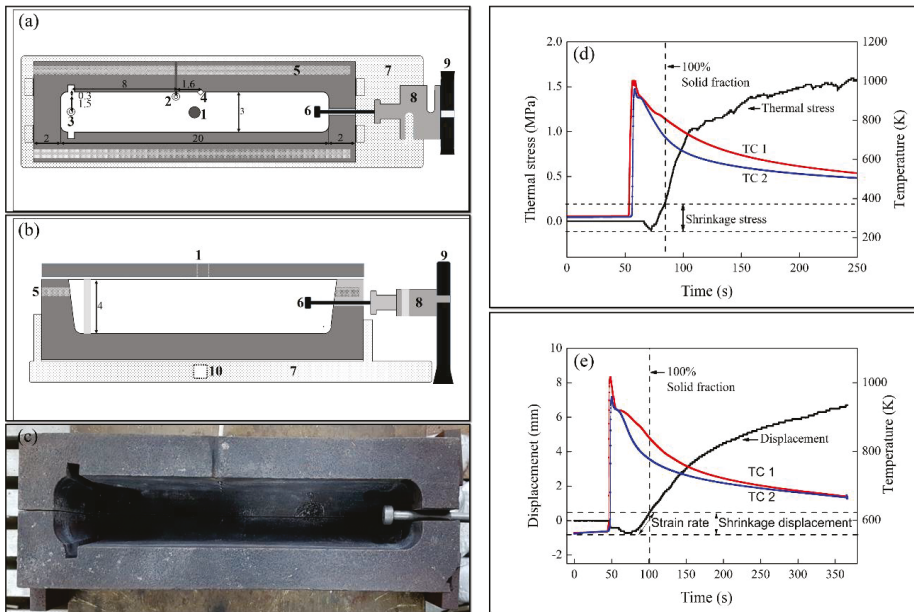 (a)
9
5
7
8
1.6
0.3
1.5
2
4
3
1
3
6
8
2
20
2
(b)
1
9
5
4
6
8
10
7
(c)
(d)
2.0
1.5
1.0
0.5
0.0
Thermal stress (MPa)
1200
1000
800
600
400
200
Temperature (K)
100%
Solid fraction
Thermal stress
TC 1
TC 2
Shrinkage stress
0
50
100
150
200
250
Time (s)
(e)
10
8
6
4
2
0
-2
Displacemenet (mm)
1000
800
600
Temperature (K)
100%
Solid fraction
Displacement
TC 1
TC 2
Strain rate
Shrinkage displacement
0
50
100
150
200
250
300
350
Time (s)